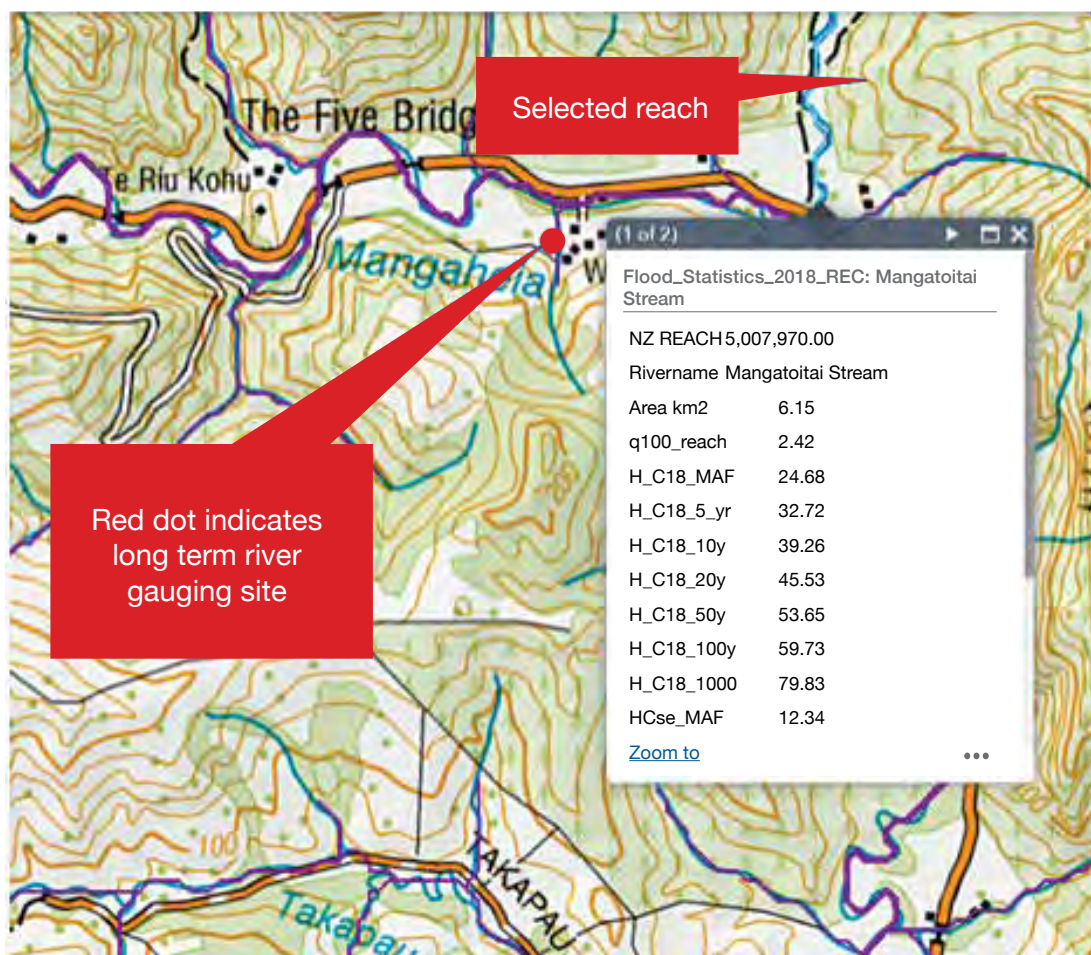 Selected reach
The Five Bridg
Te Riu Kohu
Mangaheia
W
(1 of 2)
Flood_Statistics_2018_REC: Mangatoitai
Stream
NZ REACH 5,007,970.00
Rivername Mangatoitai Stream
Area km2 6.15
q100_reach 2.42
H_C18_MAF 24.68
H_C18_5_yr 32.72
H_C18_10y 39.26
H_C18_20y 45.53
H_C18_50y 53.65
H_C18_100y 59.73
H_C18_1000 79.83
HCse_MAF 12.34
Zoom to
Red dot indicates
long term river
gauging site
100
TAKAPAU
Takapau